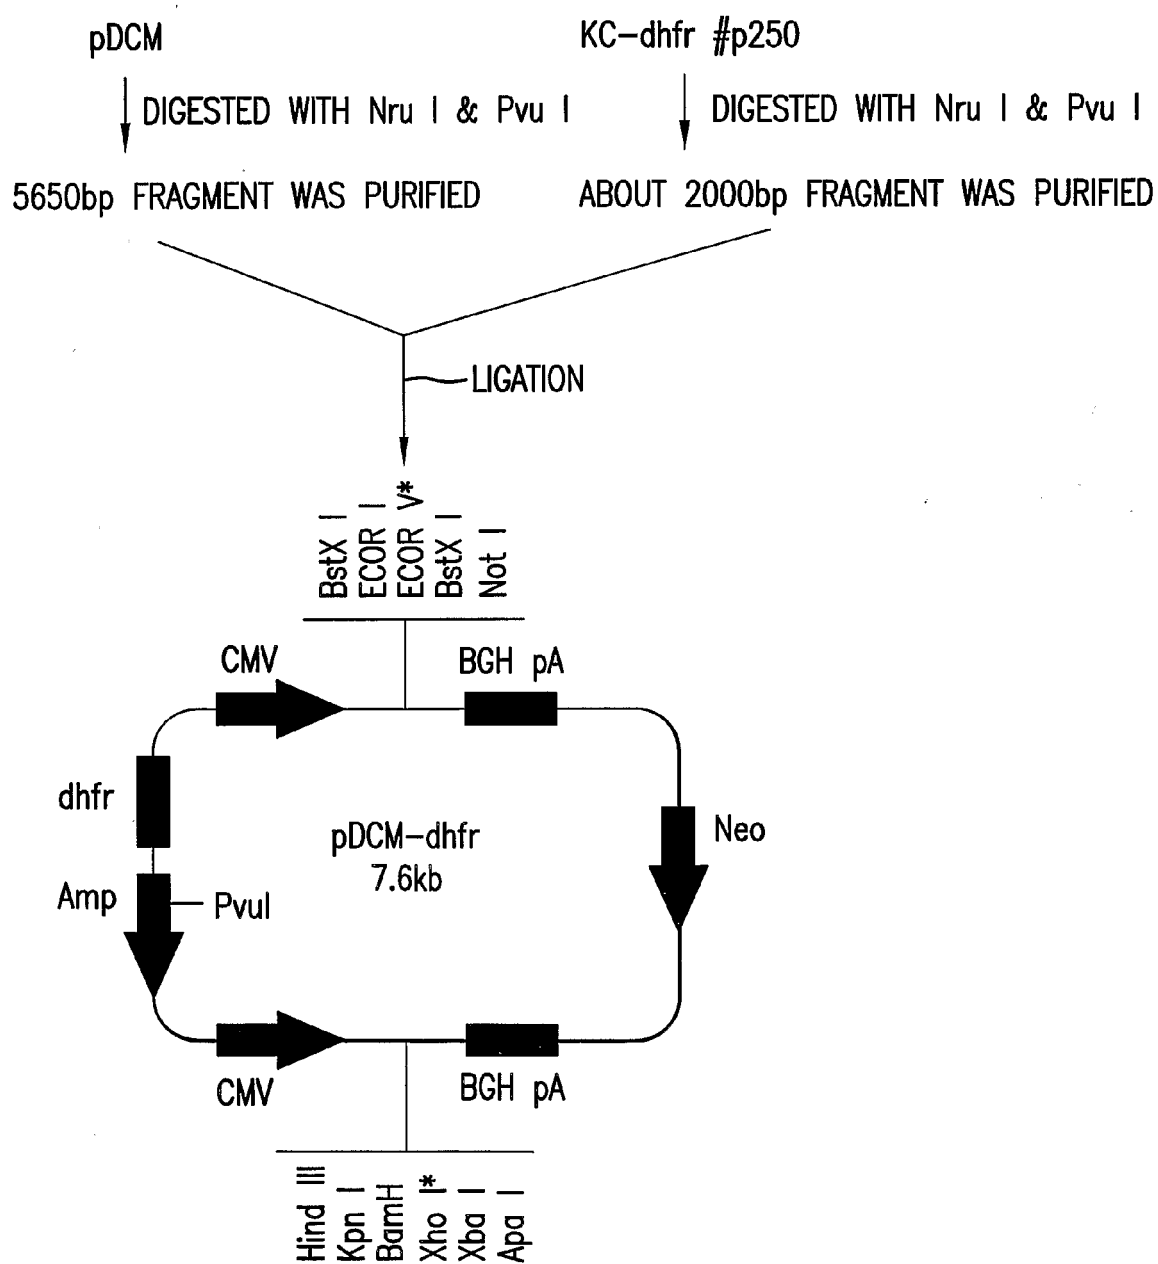 pDCM
KC-dhfr #p250
DIGESTED WITH Nru I & Pvu I
DIGESTED WITH Nru I & Pvu I
5650bp FRAGMENT WAS PURIFIED
ABOUT 2000bp FRAGMENT WAS PURIFIED
LIGATION
BstX I
ECOR I
ECOR V*
BstX I
Not I
CMV
BGH pA
dhfr
pDCM-dhfr
7.6kb
Neo
Amp
PvuI
CMV
BGH pA
Hind III
Kpn I
BamH
Xho I*
Xba I
Apa I